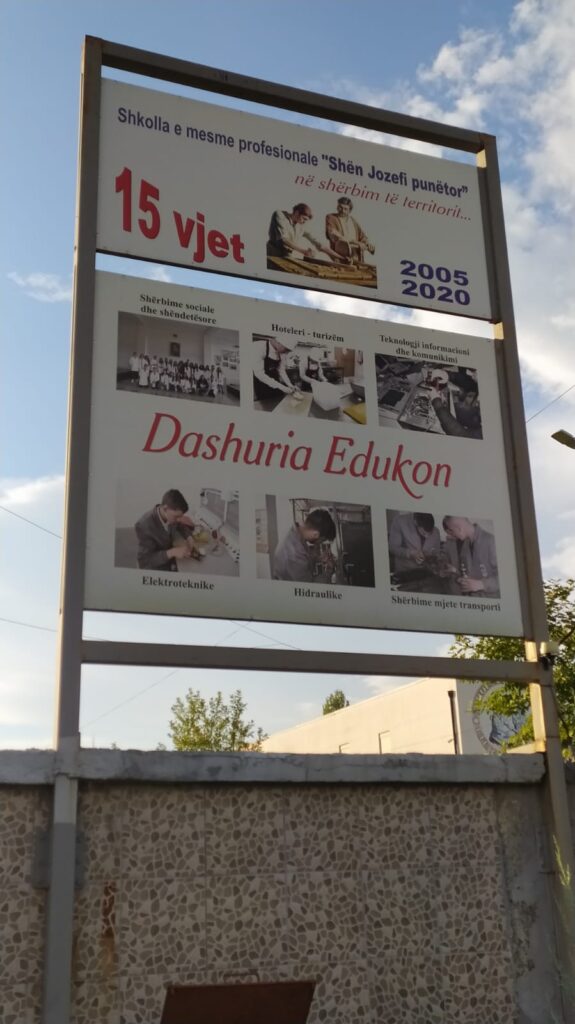 Shkolla e mesme profesionale "Shën Jozefi punëtor"
në shërbim të territorit...
15 vjet
2005
2020
Shërbime sociale
dhe shëndetësore
Hoteleri - turizëm
Teknologji informacioni
dhe komunikimi
Dashuria Edukon
Elektroteknike
Hidraulike
Shërbime mjete transporti